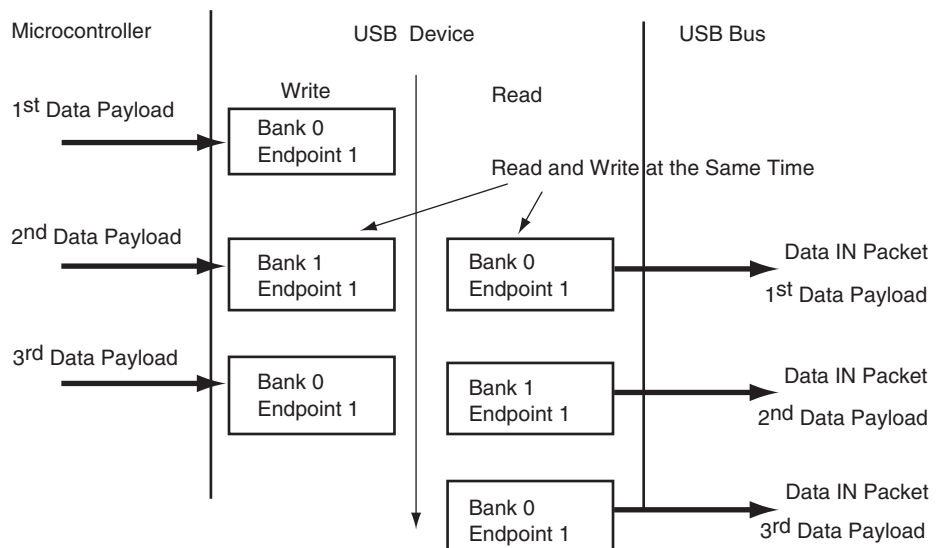 Microcontroller
USB Device
USB Bus
Write
Read
1st Data Payload
Bank 0
Endpoint 1
Read and Write at the Same Time
2nd Data Payload
Bank 1
Endpoint 1
Bank 0
Endpoint 1
Data IN Packet
1st Data Payload
3rd Data Payload
Bank 0
Endpoint 1
Bank 1
Endpoint 1
Data IN Packet
2nd Data Payload
Bank 0
Endpoint 1
Data IN Packet
3rd Data Payload